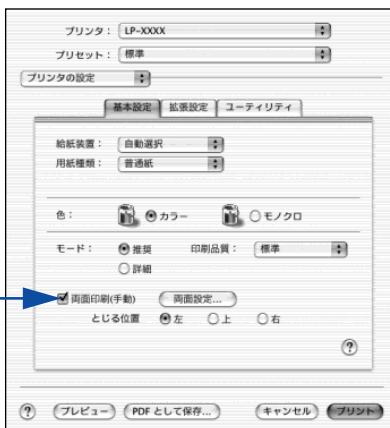 プリンタ： LP-XXXX
プリセット： 標準
プリンタの設定
基本設定 拡張設定 ユーティリティ
給紙装置： 自動選択
用紙種類： 普通紙
色： カラー モノクロ
モード： 推奨 印刷品質： 標準
詳細
両面印刷(手動) 両面設定...
とじる位置 左 上 右
?
? プレビュー PDF として保存... キャンセル プリント